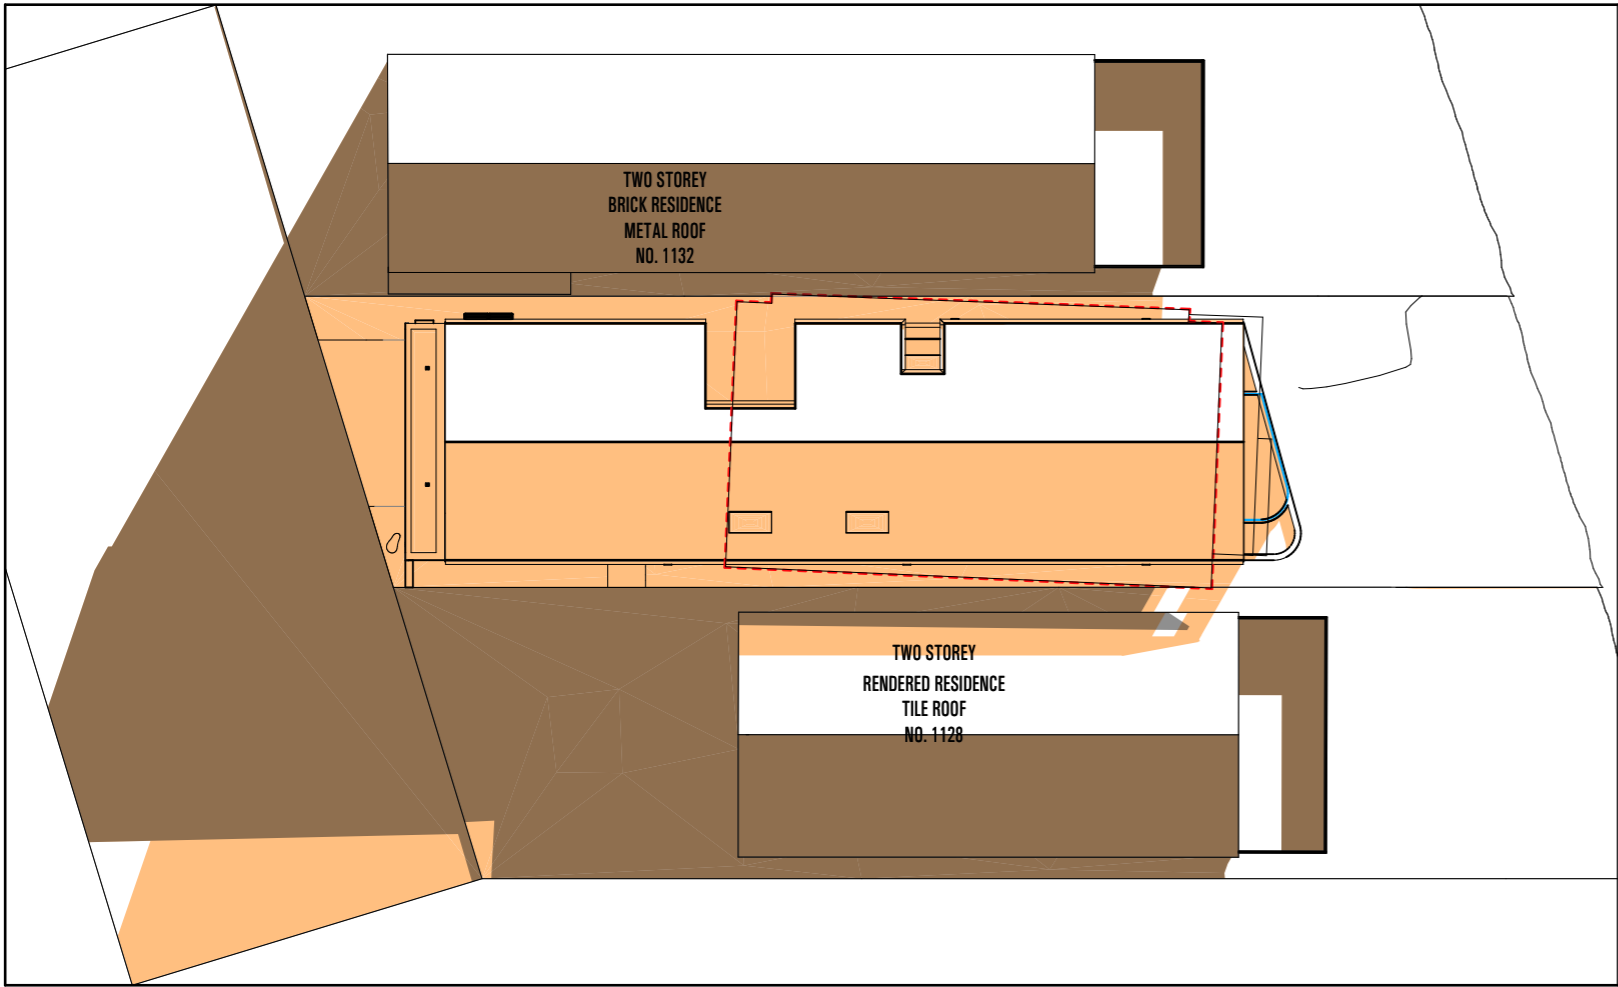 TWO STOREY
BRICK RESIDENCE
METAL ROOF
NO. 1132
TWO STOREY
RENDERED RESIDENCE
TILE ROOF
NO. 1128